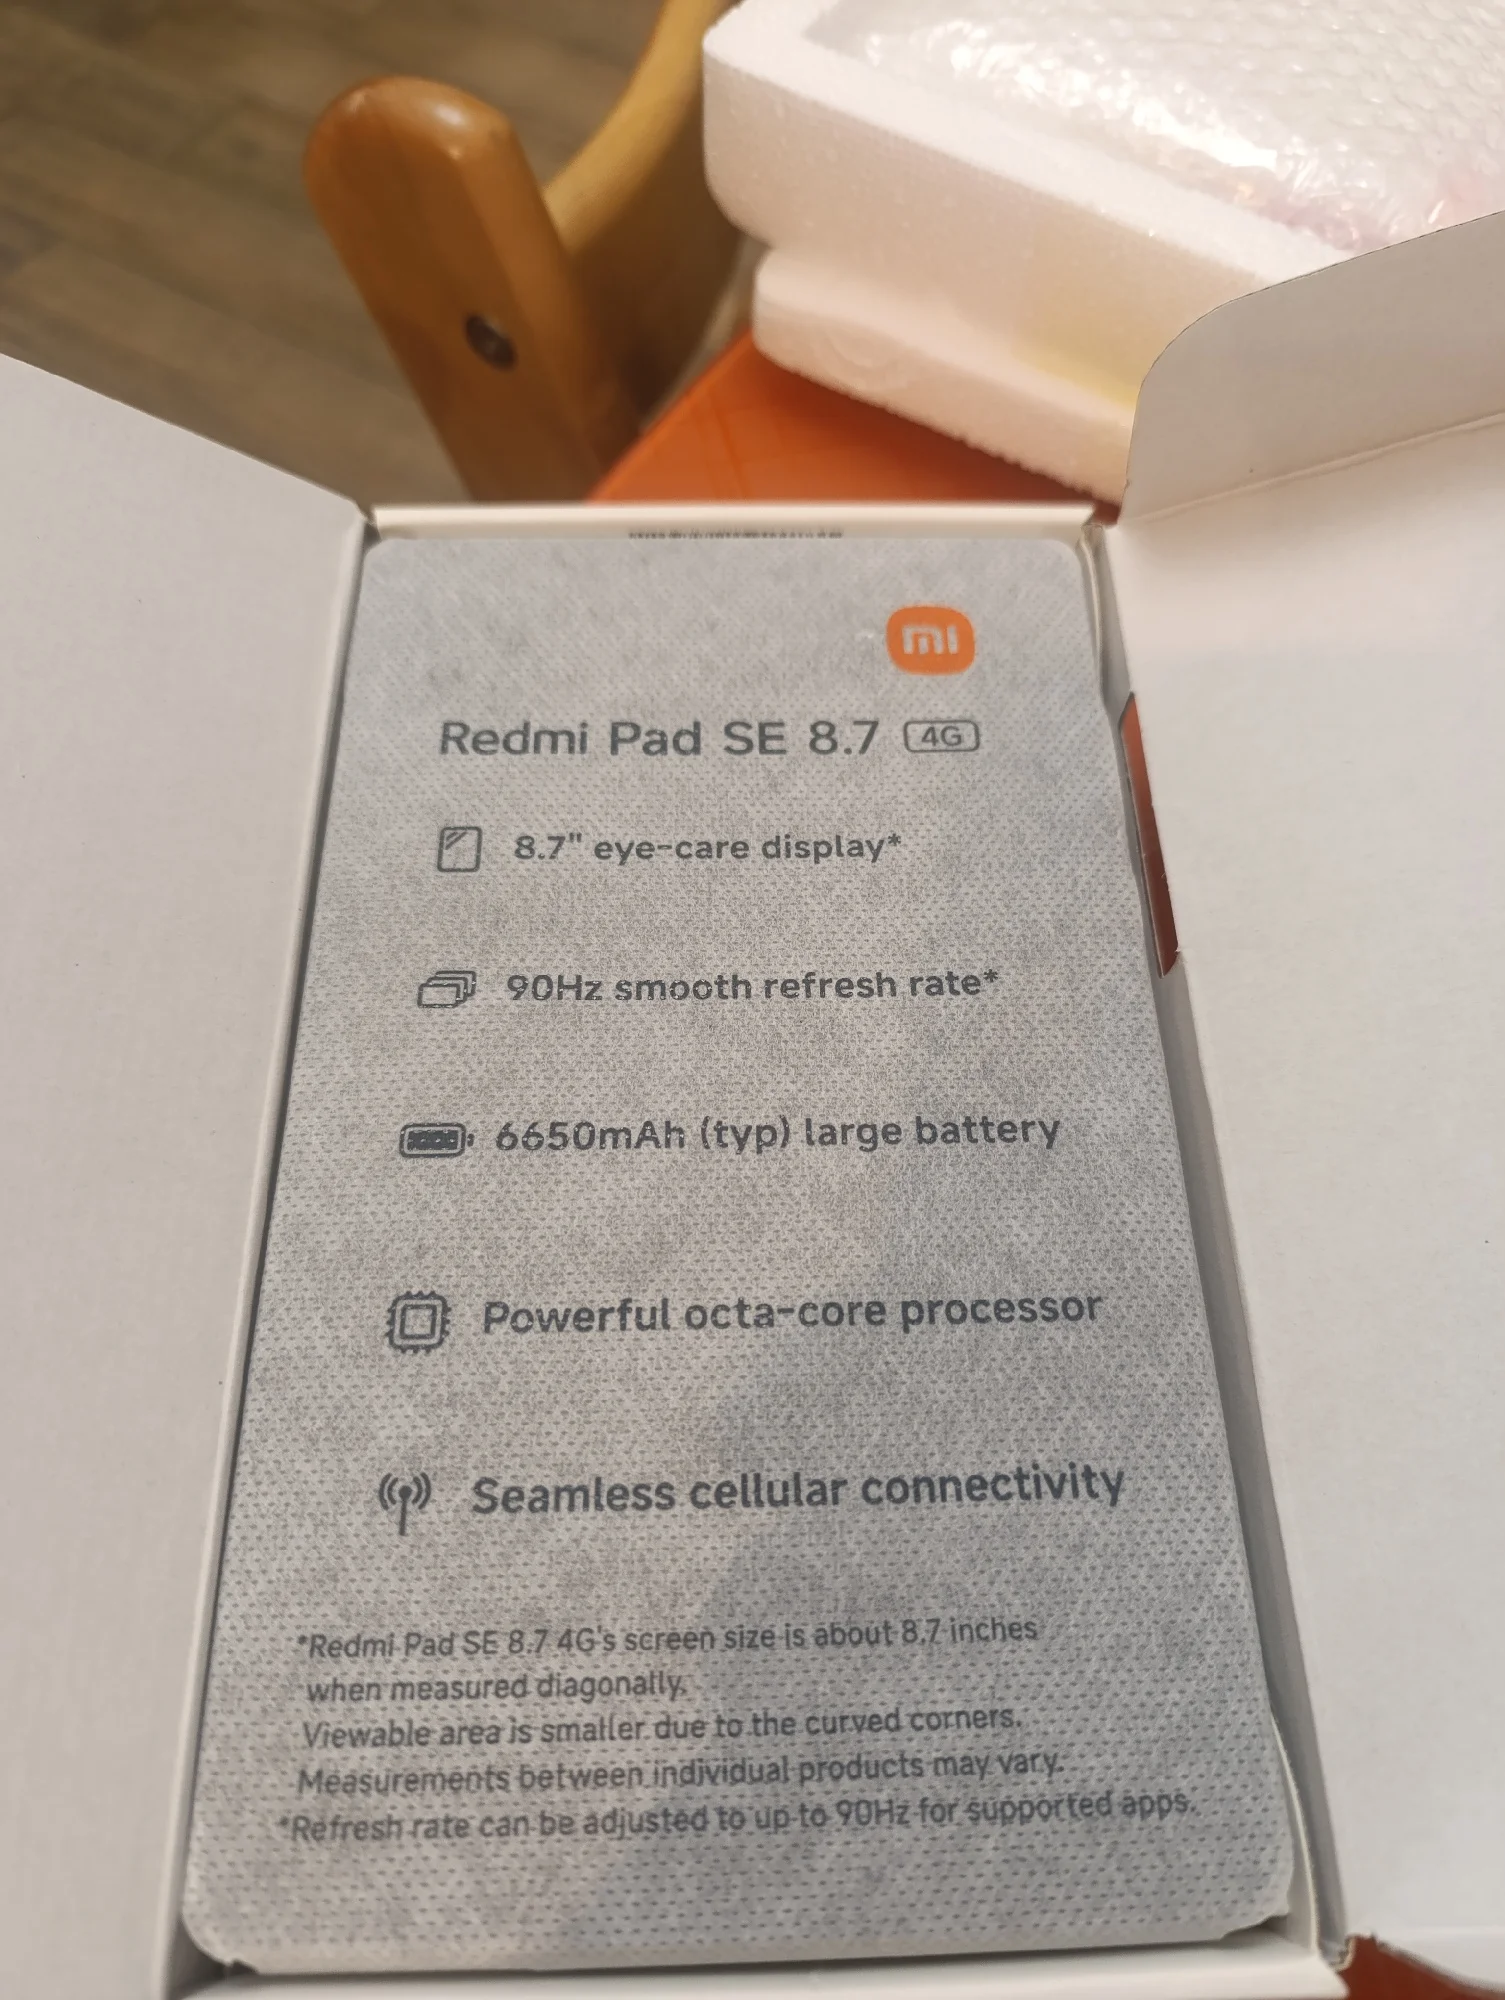 mi
Redmi Pad SE 8.7 4G
8.7" eye-care display*
90Hz smooth refresh rate*
6650mAh (typ) large battery
Powerful octa-core processor
Seamless cellular connectivity
*Redmi Pad SE 8.7 4G's screen size is about 8.7 inches
when measured diagonally.
Viewable area is smaller due to the curved corners.
Measurements between individual products may vary.
*Refresh rate can be adjusted to up to 90Hz for supported apps.